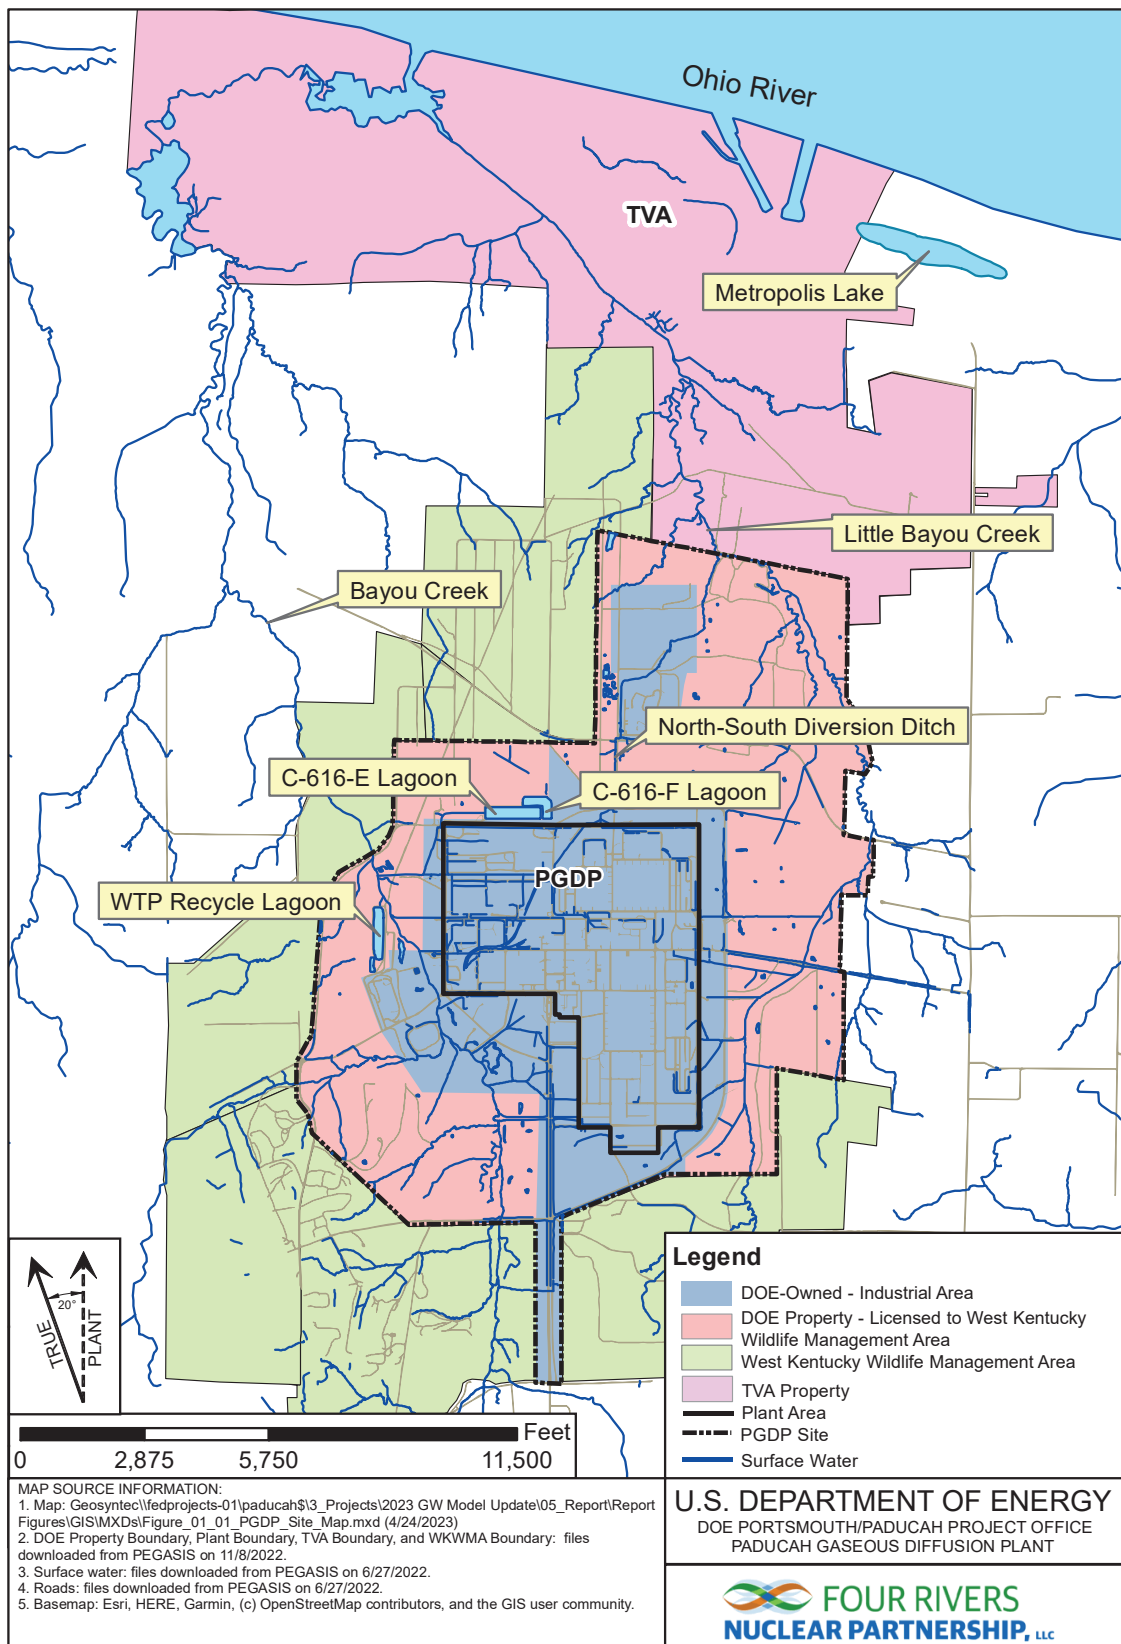 Ohio River
TVA
Metropolis Lake
Little Bayou Creek
Bayou Creek
North-South Diversion Ditch
C-616-E Lagoon
C-616-F Lagoon
PGDP
WTP Recycle Lagoon
TRUE
20°
PLANT
Legend
DOE-Owned - Industrial Area
DOE Property - Licensed to West Kentucky
Wildlife Management Area
West Kentucky Wildlife Management Area
TVA Property
Plant Area
PGDP Site
Surface Water
Feet
0 2,875 5,750 11,500
MAP SOURCE INFORMATION:
1. Map: Geosyntec\\fedprojects-01\paducah$\3_Projects\2023 GW Model Update\05_Report\Report
Figures\GIS\MXDs\Figure_01_01_PGDP_Site_Map.mxd (4/24/2023)
2. DOE Property Boundary, Plant Boundary, TVA Boundary, and WKWMA Boundary: files
downloaded from PEGASIS on 11/8/2022.
3. Surface water: files downloaded from PEGASIS on 6/27/2022.
4. Roads: files downloaded from PEGASIS on 6/27/2022.
5. Basemap: Esri, HERE, Garmin, (c) OpenStreetMap contributors, and the GIS user community.
U.S. DEPARTMENT OF ENERGY
DOE PORTSMOUTH/PADUCAH PROJECT OFFICE
PADUCAH GASEOUS DIFFUSION PLANT
FOUR RIVERS
NUCLEAR PARTNERSHIP, LLC